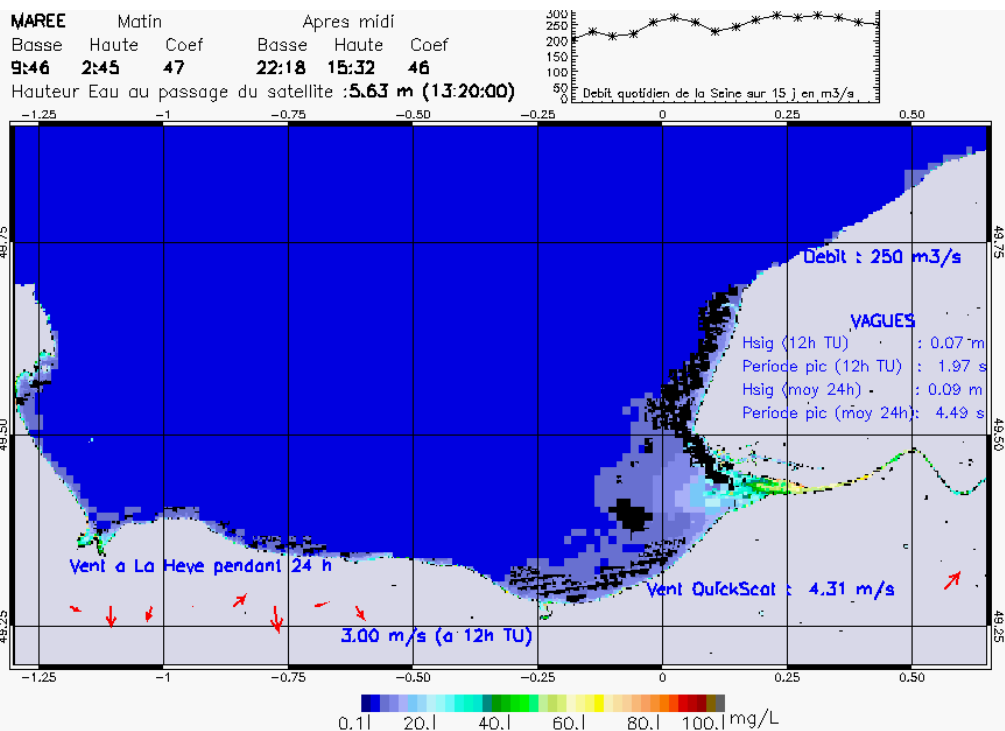 MAREE Matin Apres midi
Basse Haute Coef Basse Haute Coef
9:46 2:45 47 22:18 15:32 46
Hauteur Eau au passage du satellite :5.63 m (13:20:00)
300
250
200
150
100
50
0
Debit quotidien de la Seine sur 15 j en m3/s
-1.25 -1 -0.75 -0.50 -0.25 0 0.25 0.50
49.75 49.75
Debit : 250 m3/s
VAGUES
Hsig (12h TU) : 0.07 m
Periode pic (12h TU) : 1.97 s
Hsig (moy 24h) : 0.09 m
Periode pic (moy 24h): 4.49 s
49.50 49.50
Vent a La Heve pendant 24 h
Vent QuickScat : 4.31 m/s
49.25 49.25
3.00 m/s (a 12h TU)
-1.25 -1 -0.75 -0.50 -0.25 0 0.25 0.50
0.1| 20.| 40.| 60.| 80.| 100.| mg/L